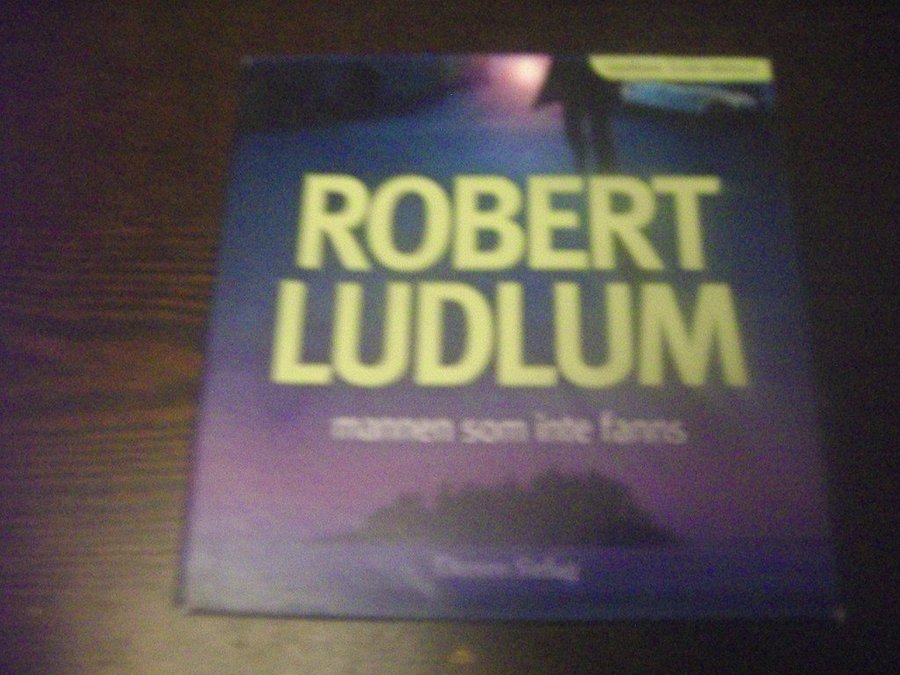 ROBERT
LUDLUM
mannen som inte fanns